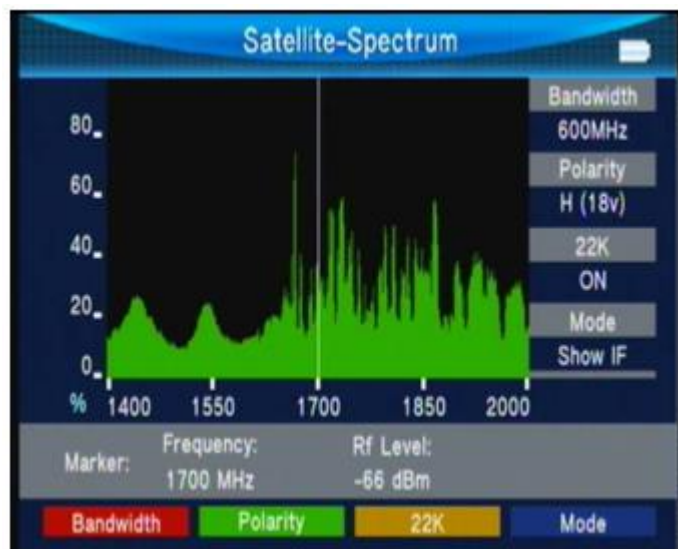 Satellite-Spectrum
80
60
40
20
0
%
1400 1550 1700 1850 2000
Bandwidth
600MHz
Polarity
H (18v)
22K
ON
Mode
Show IF
Marker:
Frequency:
1700 MHz
Rf Level:
-66 dBm
Bandwidth Polarity 22K Mode